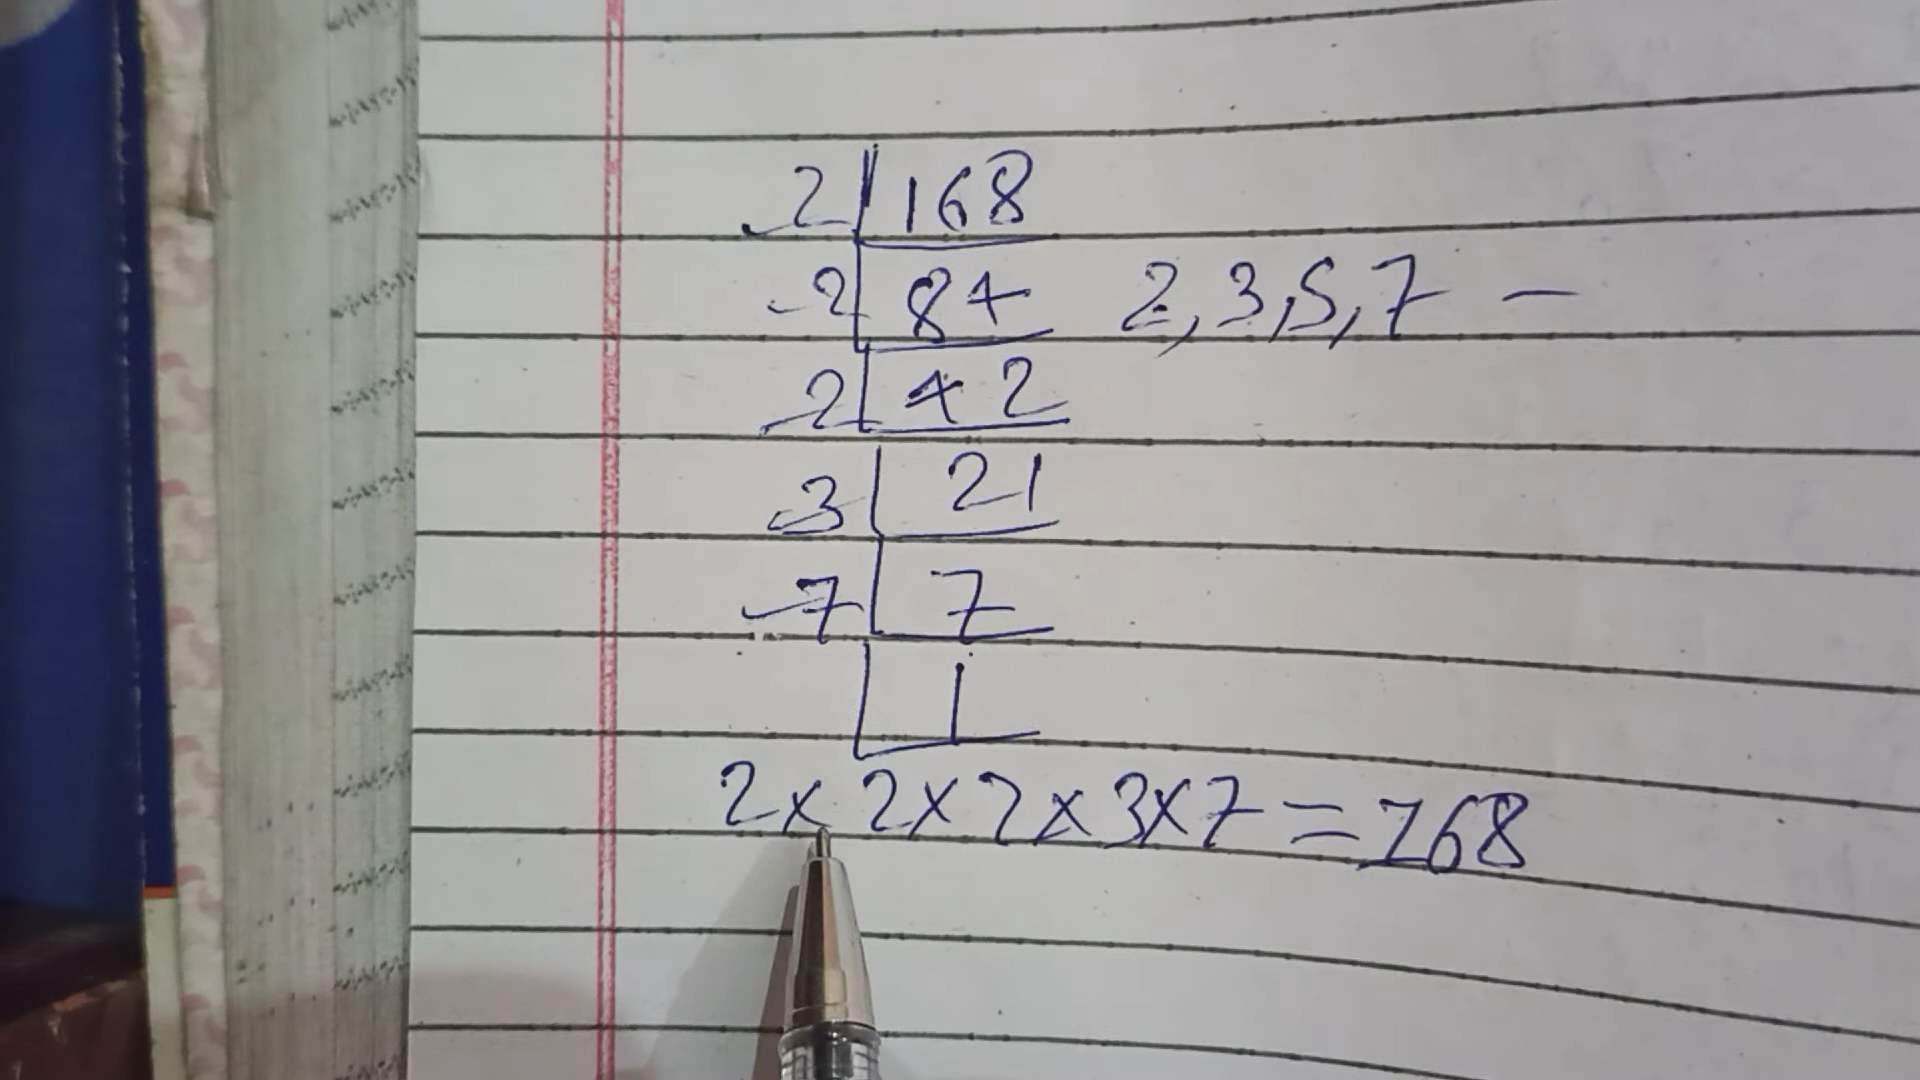 2 168
2 84 2, 3, 5, 7 –
2 42
3 21
7 7
1
2 × 2 × 2 × 3 × 7 = 168